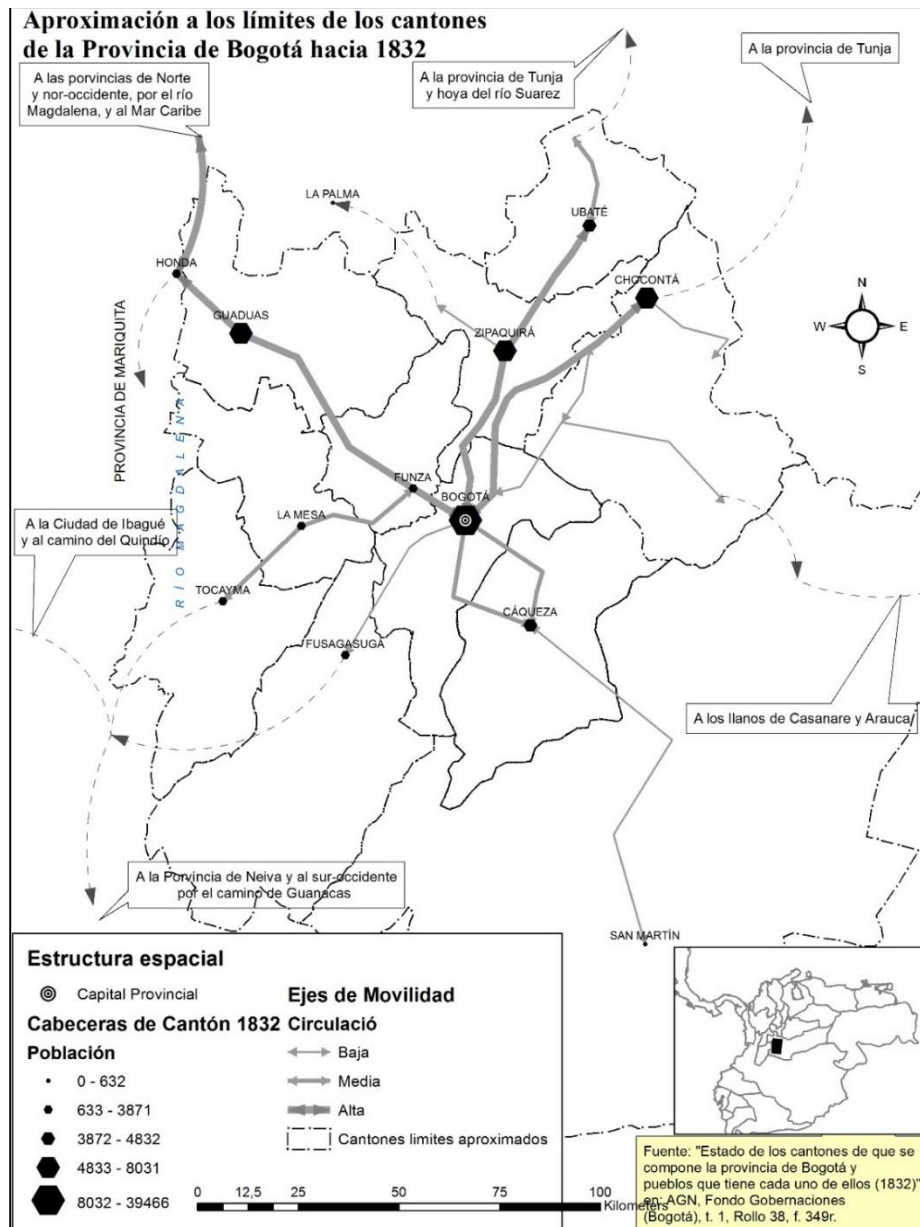 Aproximación a los límites de los cantones
de la Provincia de Bogotá hacia 1832
A las porvincias de Norte
y nor-occidente, por el río
Magdalena, y al Mar Caribe
A la provincia de Tunja
y hoya del río Suarez
A la provincia de Tunja
LA PALMA
UBATÉ
HONDA
CHOCONTÁ
GUADUAS
ZIPAQUIRÁ
N
W
E
S
PROVINCIA DE MARIQUITA
RÍO MAGDALENA
FUNZA
BOGOTÁ
LA MESA
A la Ciudad de Ibagué
y al camino del Quindío
TOCAYMA
CÁQUEZA
FUSAGASUGÁ
A los llanos de Casanare y Arauca
A la Porvincia de Neiva y al sur-occidente
por el camino de Guanacas
SAN MARTÍN
Estructura espacial
Capital Provincial
Cabeceras de Cantón 1832
Población
0 - 632
633 - 3871
3872 - 4832
4833 - 8031
8032 - 39466
Ejes de Movilidad
Circulació
Baja
Media
Alta
Cantones limites aproximados
0 12,5 25 50 75 100
Kilometers
Fuente: "Estado de los cantones de que se
compone la provincia de Bogotá y
pueblos que tiene cada uno de ellos (1832)"
en: AGN, Fondo Gobernaciones
(Bogotá), t. 1, Rollo 38, f. 349r.